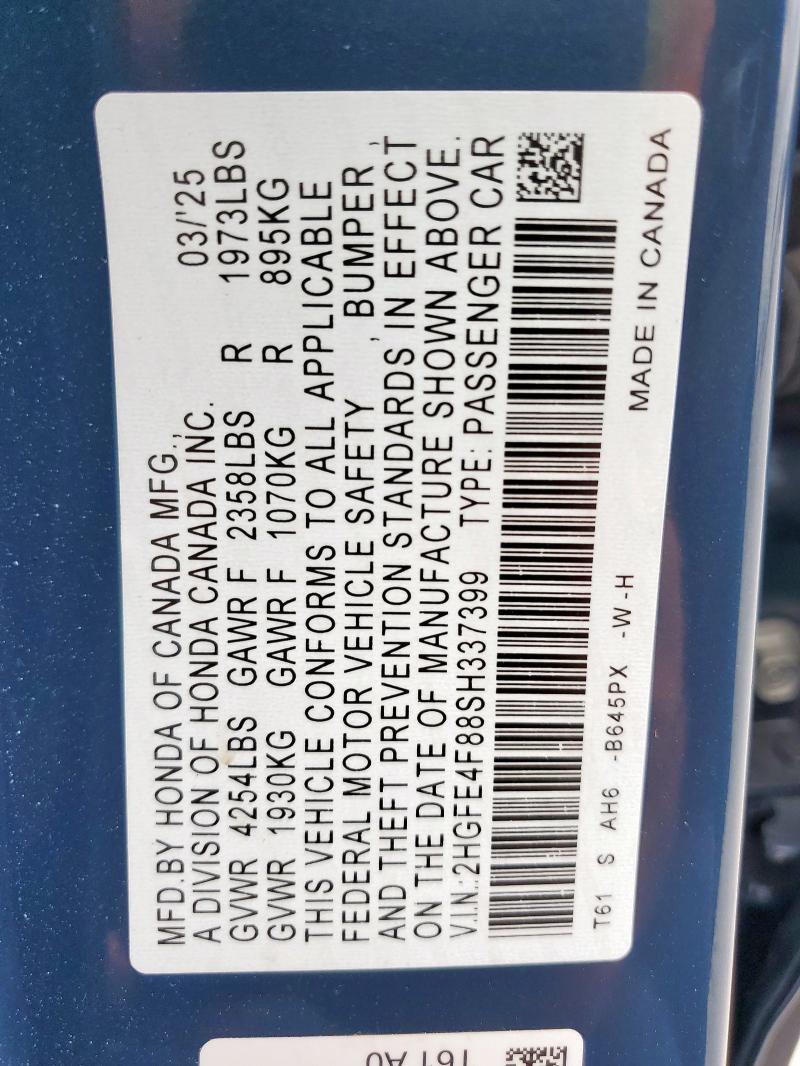 MFD.BY HONDA OF CANADA MFG., 03/'25
A DIVISION OF HONDA CANADA INC.
GVWR 4254LBS GAWR F 2358LBS R 1973LBS
GVWR 1930KG GAWR F 1070KG R 895KG
THIS VEHICLE CONFORMS TO ALL APPLICABLE
FEDERAL MOTOR VEHICLE SAFETY , BUMPER ,
AND THEFT PREVENTION STANDARDS IN EFFECT
ON THE DATE OF MANUFACTURE SHOWN ABOVE.
V.I.N.:2HGFE4F88SH337399 TYPE: PASSENGER CAR
T61 S AH6 -B645PX -W-H
MADE IN CANADA
T61 A0